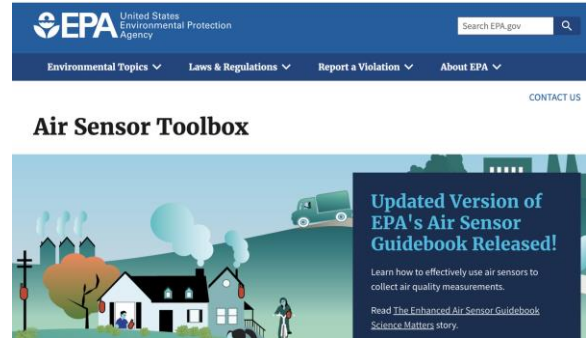 EPA
United States
Environmental Protection
Agency
Search EPA.gov
Environmental Topics
Laws & Regulations
Report a Violation
About EPA
CONTACT US
Air Sensor Toolbox
Updated Version of
EPA's Air Sensor
Guidebook Released!
Learn how to effectively use air sensors to
collect air quality measurements.
Read The Enhanced Air Sensor Guidebook
Science Matters story.